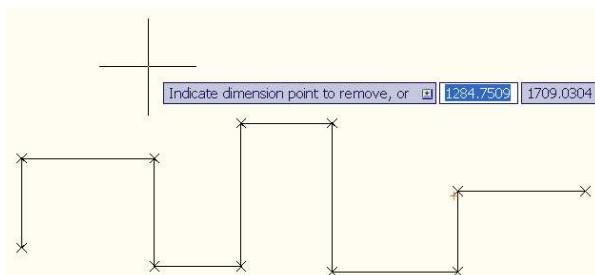 Indicate dimension point to remove, or 1284.7509 1709.0304